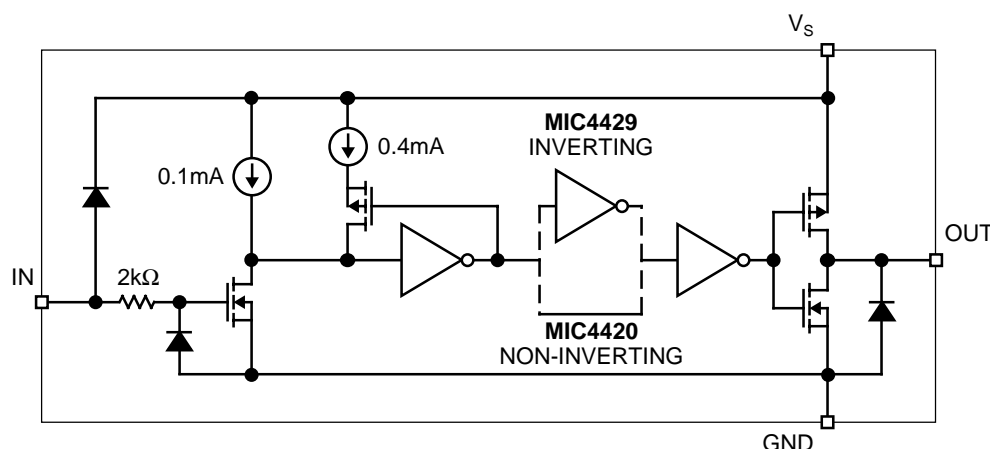 V_S
MIC4429
INVERTING
0.4mA
0.1mA
OUT
IN
2kΩ
MIC4420
NON-INVERTING
GND